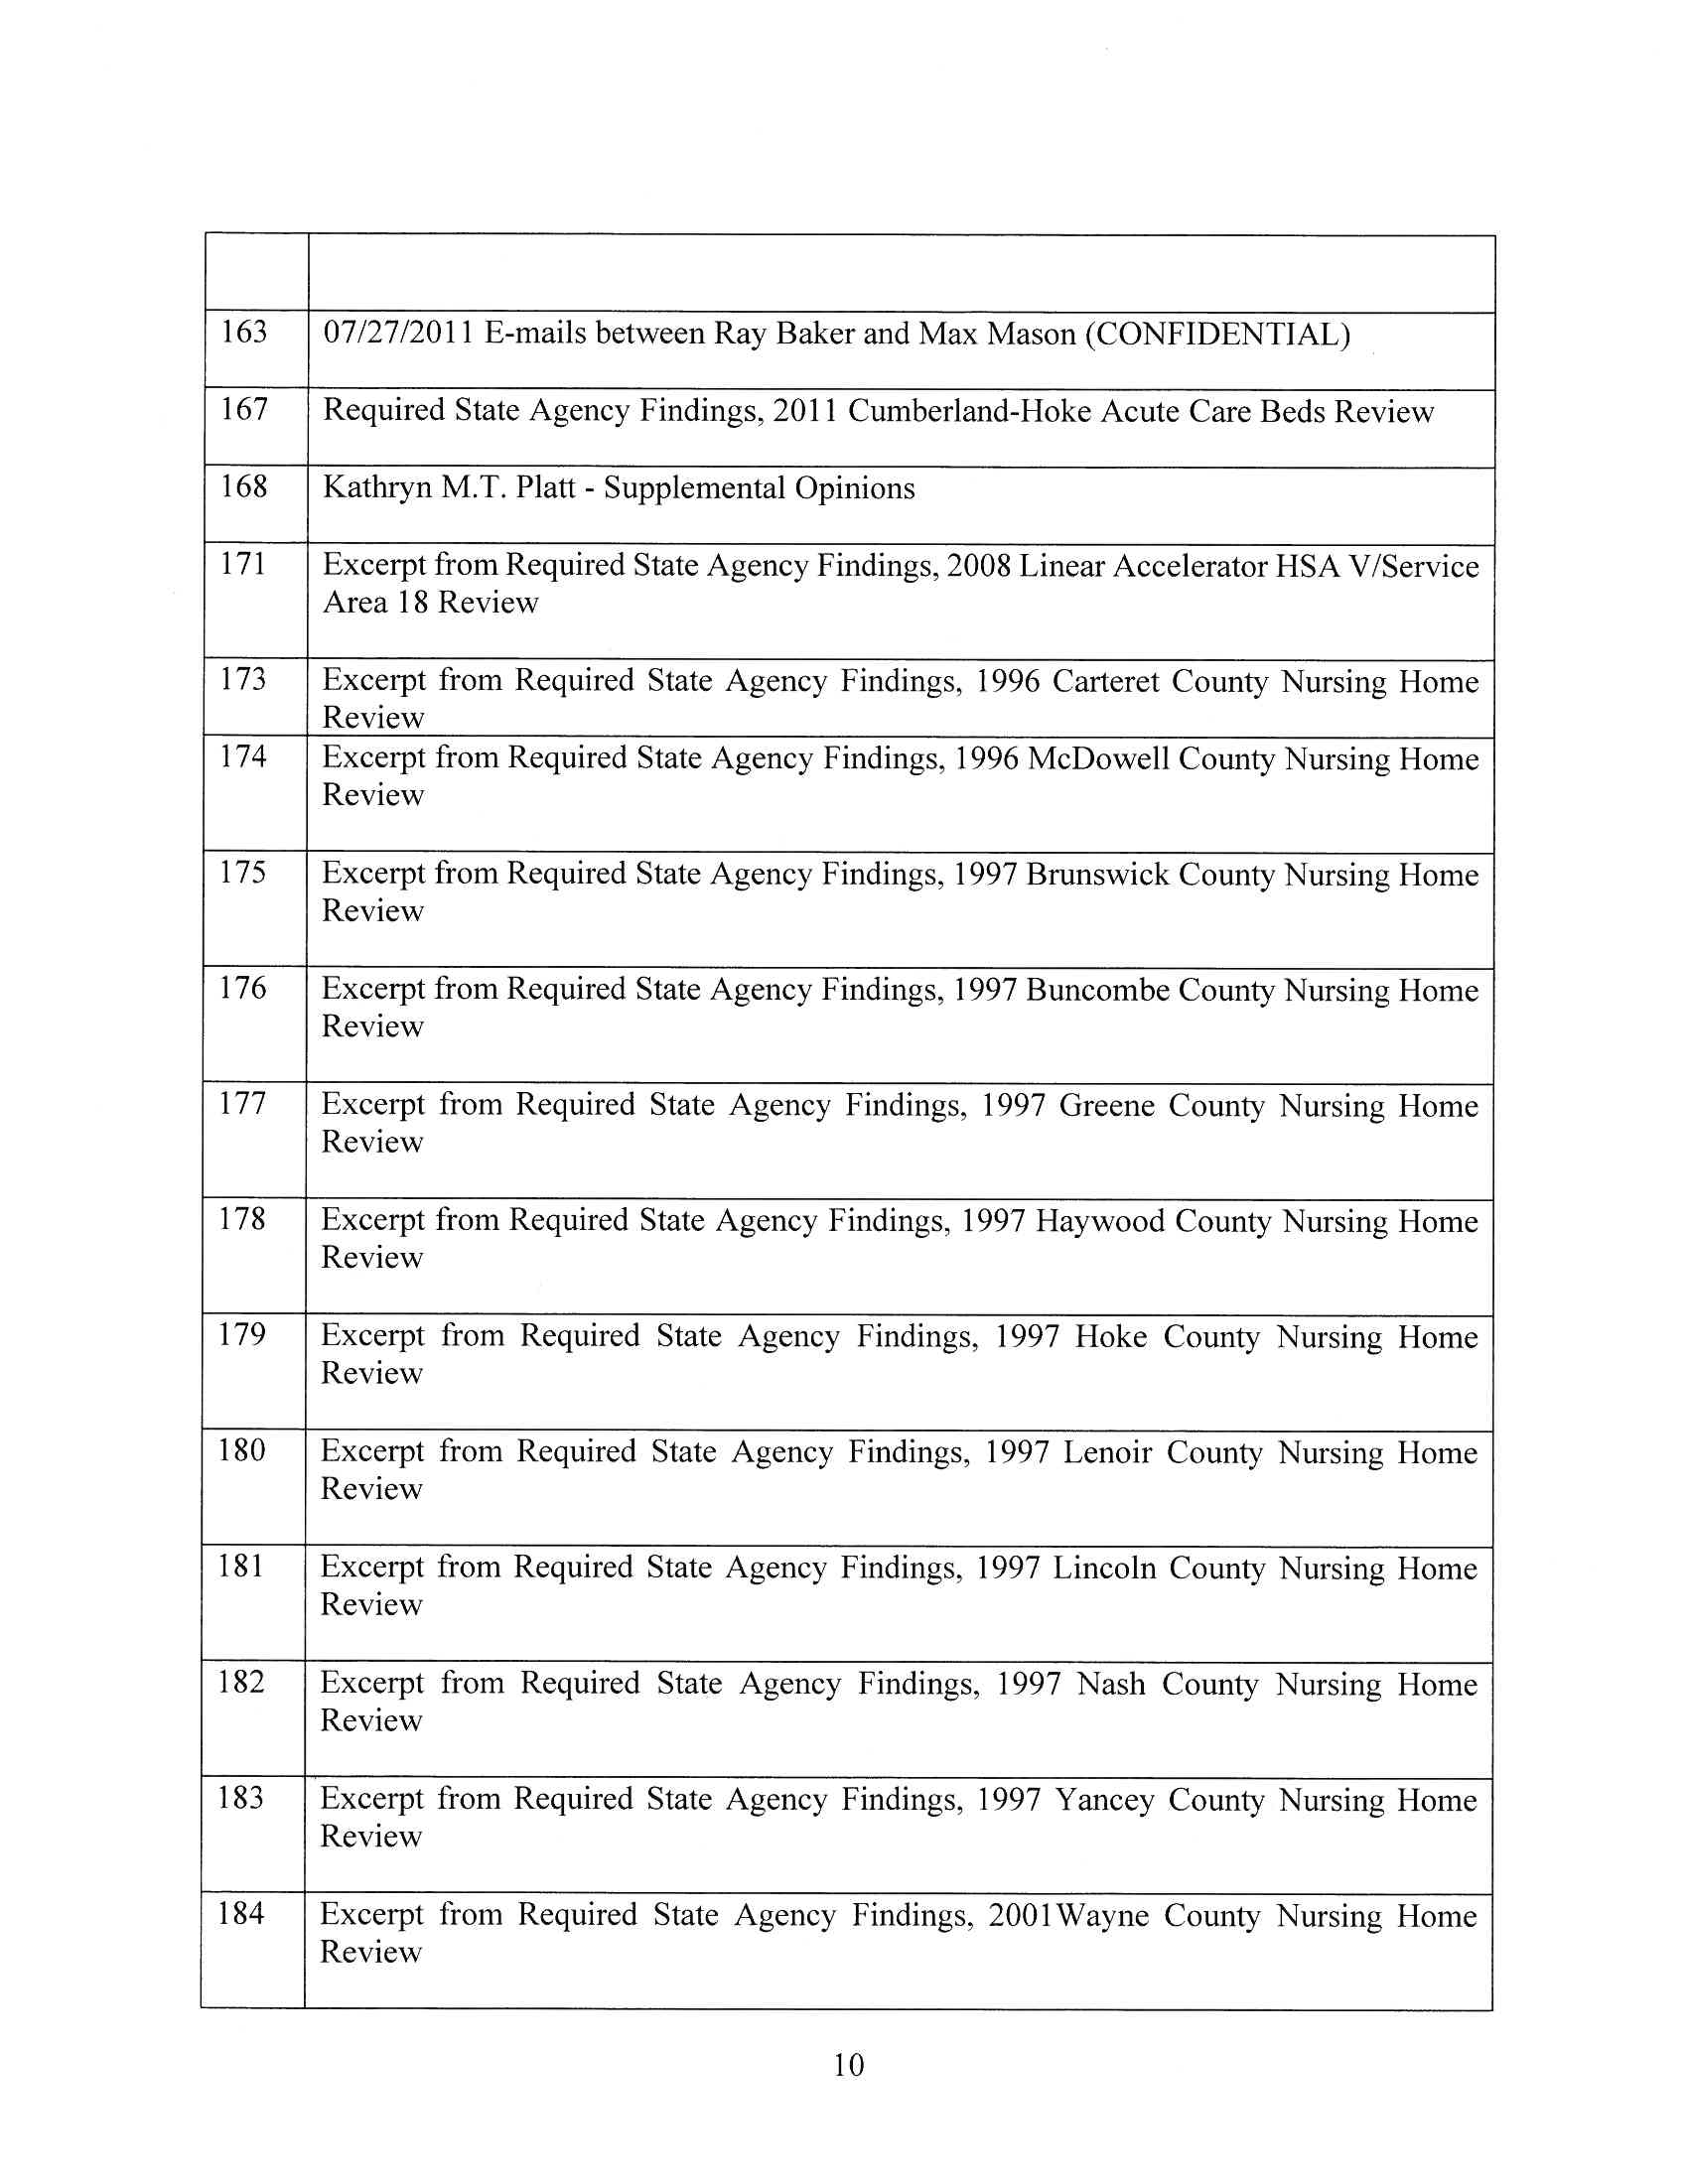 163 07/27/2011 E-mails between Ray Baker and Max Mason (CONFIDENTIAL)
167 Required State Agency Findings, 2011 Cumberland-Hoke Acute Care Beds Review
168 Kathryn M.T. Platt - Supplemental Opinions
171 Excerpt from Required State Agency Findings, 2008 Linear Accelerator HSA V/Service
Area 18 Review
173 Excerpt from Required State Agency Findings, 1996 Carteret County Nursing Home
Review
174 Excerpt from Required State Agency Findings, 1996 McDowell County Nursing Home
Review
175 Excerpt from Required State Agency Findings, 1997 Brunswick County Nursing Home
Review
176 Excerpt from Required State Agency Findings, 1997 Buncombe County Nursing Home
Review
177 Excerpt from Required State Agency Findings, 1997 Greene County Nursing Home
Review
178 Excerpt from Required State Agency Findings, 1997 Haywood County Nursing Home
Review
179 Excerpt from Required State Agency Findings, 1997 Hoke County Nursing Home
Review
180 Excerpt from Required State Agency Findings, 1997 Lenoir County Nursing Home
Review
181 Excerpt from Required State Agency Findings, 1997 Lincoln County Nursing Home
Review
182 Excerpt from Required State Agency Findings, 1997 Nash County Nursing Home
Review
183 Excerpt from Required State Agency Findings, 1997 Yancey County Nursing Home
Review
184 Excerpt from Required State Agency Findings, 2001Wayne County Nursing Home
Review
10